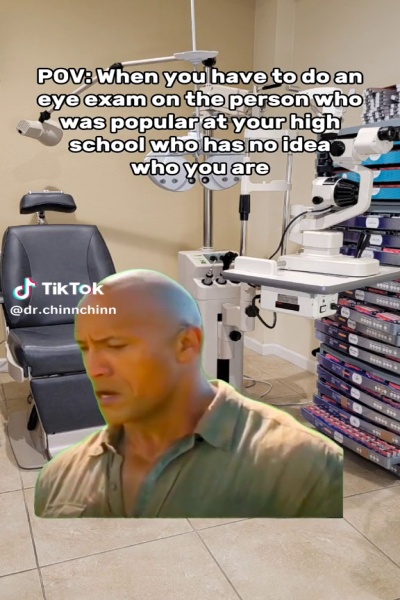 POV: When you have to do an
eye exam on the person who
was popular at your high
school who has no idea
who you are
TikTok
@dr.chinnchinn